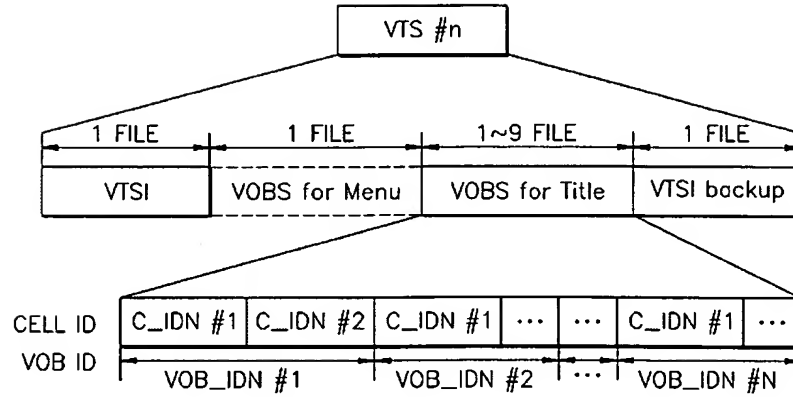 VTS #n
1 FILE 1 FILE 1~9 FILE 1 FILE
VTSI VOBS for Menu VOBS for Title VTSI backup
CELL ID C_IDN #1 C_IDN #2 C_IDN #1 ... ... C_IDN #1 ...
VOB ID VOB_IDN #1 VOB_IDN #2 ... VOB_IDN #N